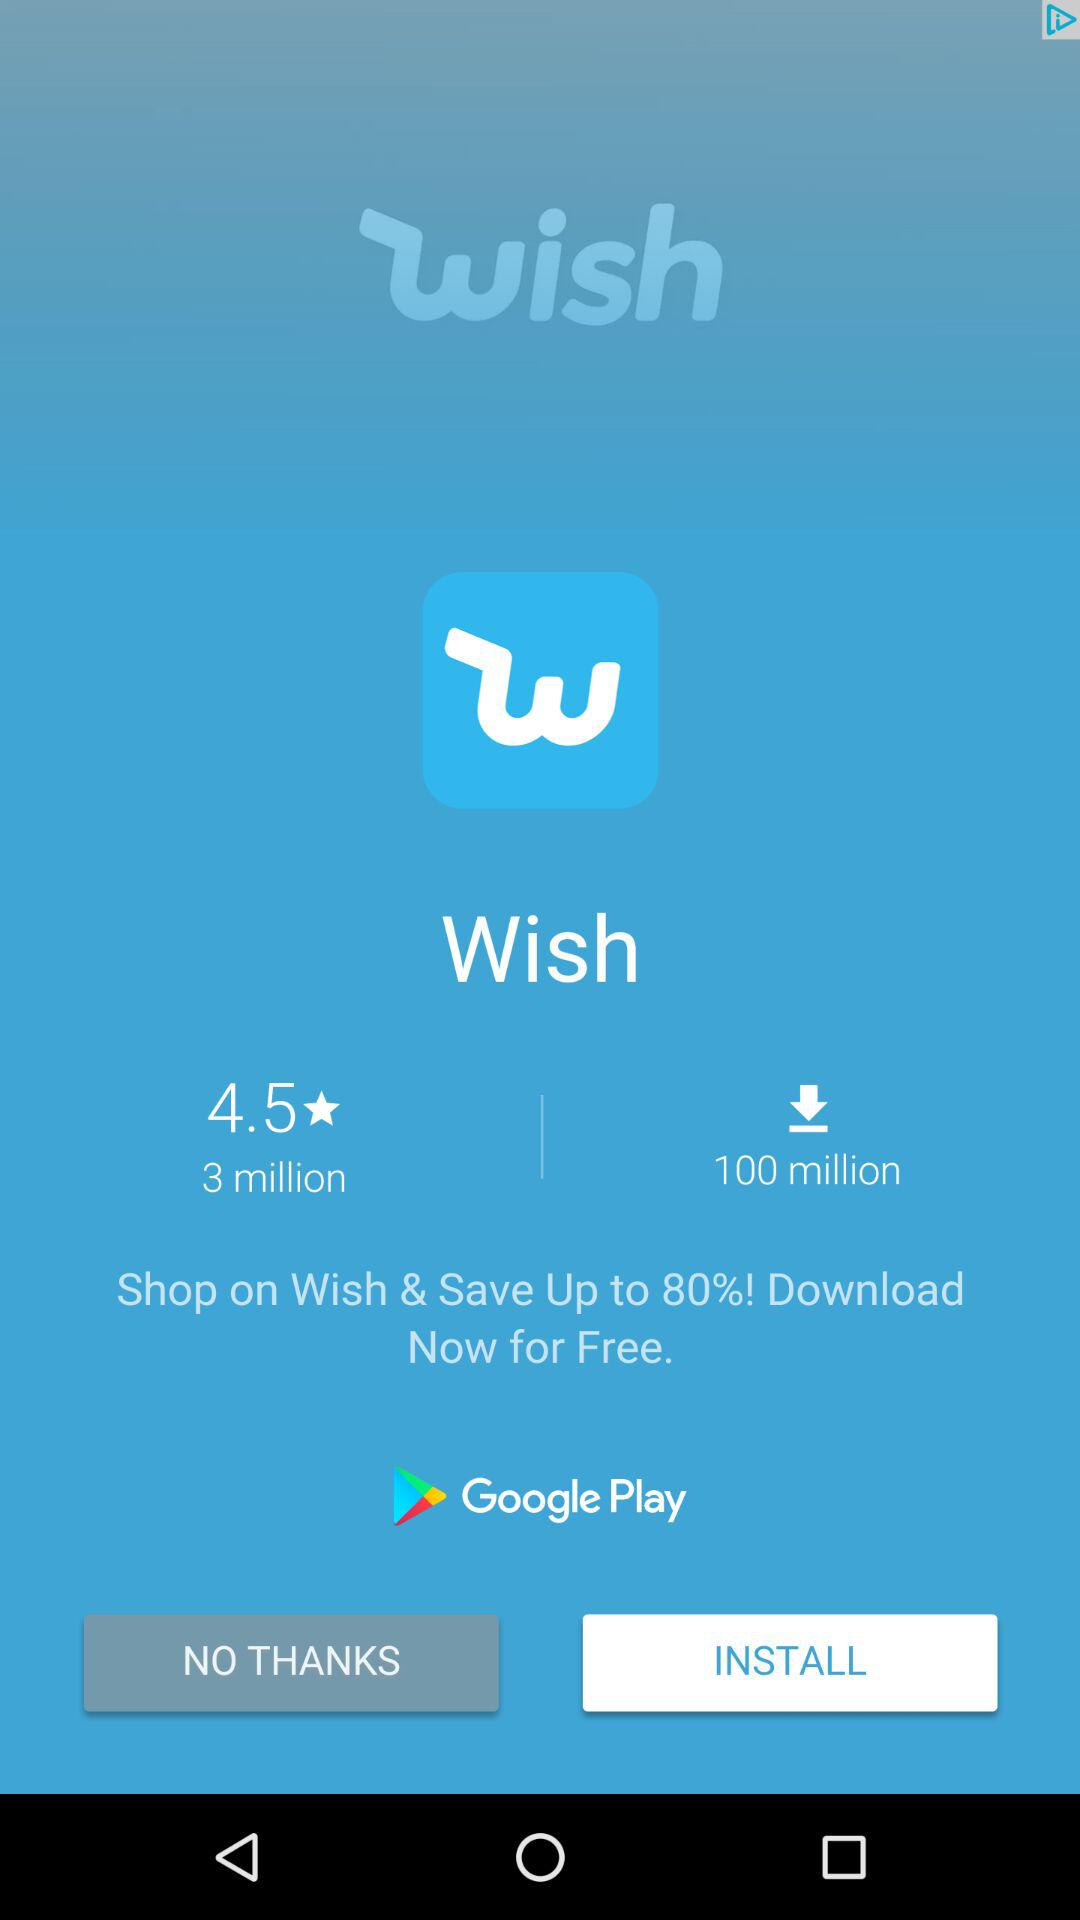 wish
w
Wish
4.5
3 million
100 million
Shop on Wish & Save Up to 80%! Download
Now for Free.
Google Play
NO THANKS
INSTALL